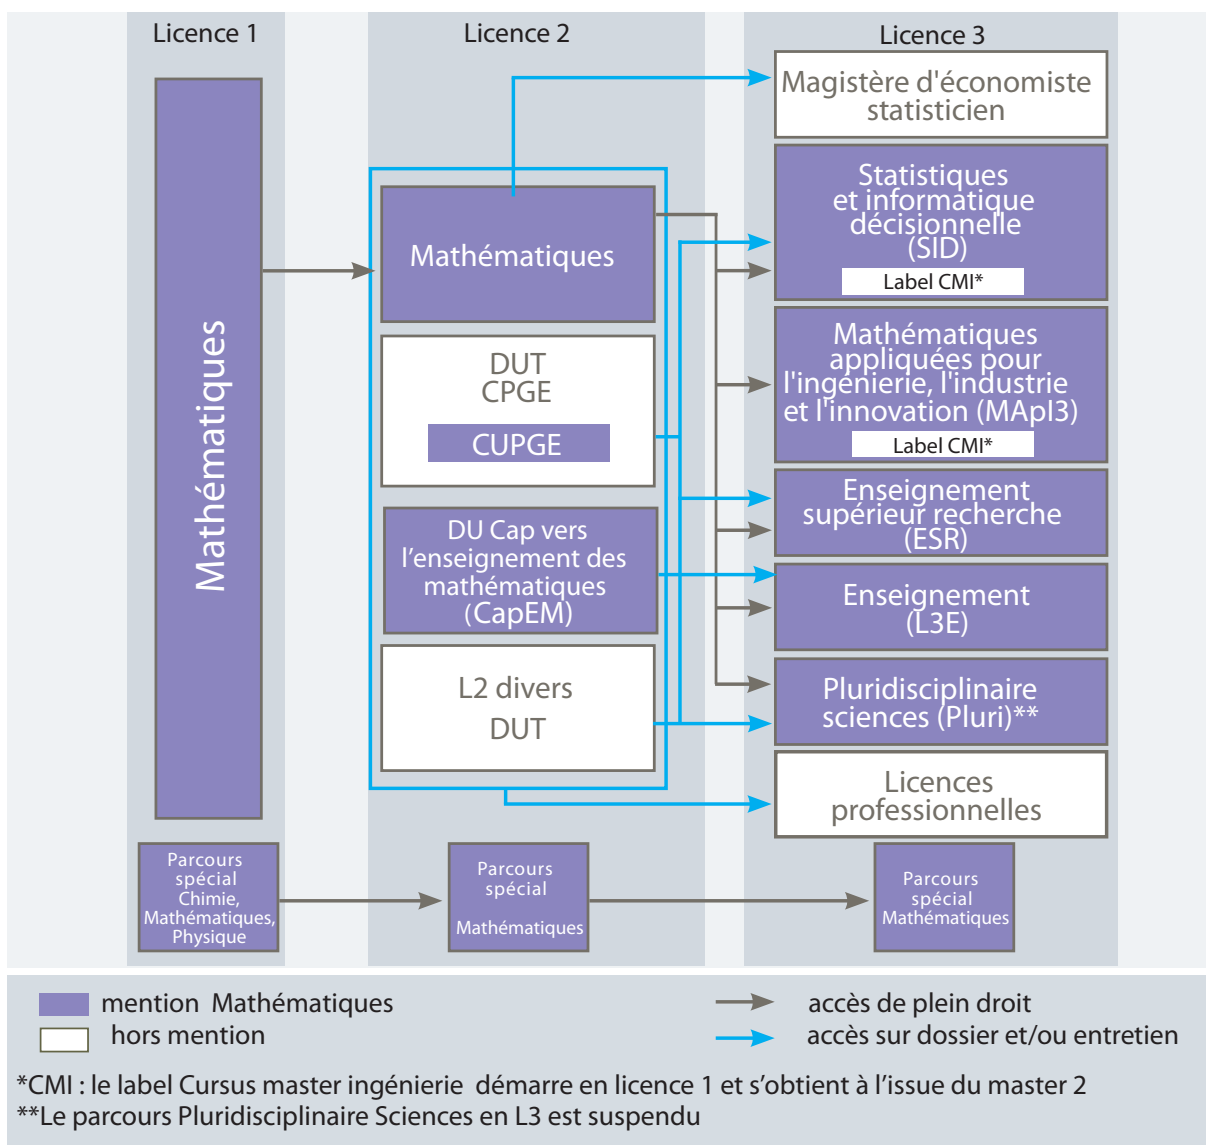 Licence 1
Licence 2
Licence 3
Mathématiques
Mathématiques
DUT
CPGE
CUPGE
DU Cap vers
l’enseignement des
mathématiques
(CapEM)
L2 divers
DUT
Magistère d'économiste
statisticien
Statistiques
et informatique
décisionnelle
(SID)
Label CMI*
Mathématiques
appliquées pour
l'ingénierie, l'industrie
et l'innovation (MApI3)
Label CMI*
Enseignement
supérieur recherche
(ESR)
Enseignement
(L3E)
Pluridisciplinaire
sciences (Pluri)**
Licences
professionnelles
Parcours
spécial
Chimie,
Mathématiques,
Physique
Parcours
spécial
Mathématiques
Parcours
spécial
Mathématiques
mention Mathématiques
hors mention
accès de plein droit
accès sur dossier et/ou entretien
*CMI : le label Cursus master ingénierie démarre en licence 1 et s’obtient à l’issue du master 2
**Le parcours Pluridisciplinaire Sciences en L3 est suspendu